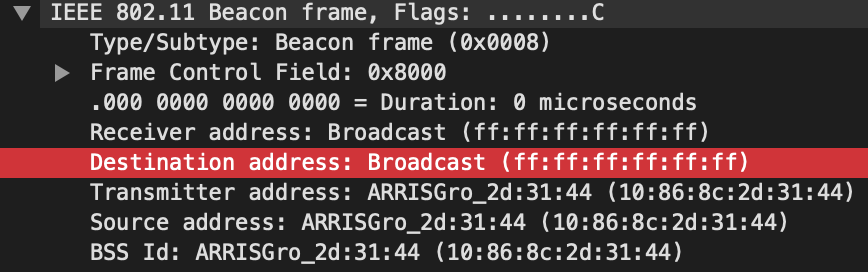 IEEE 802.11 Beacon frame, Flags: ........C
Type/Subtype: Beacon frame (0x0008)
Frame Control Field: 0x8000
.000 0000 0000 0000 = Duration: 0 microseconds
Receiver address: Broadcast (ff:ff:ff:ff:ff:ff)
Destination address: Broadcast (ff:ff:ff:ff:ff:ff)
Transmitter address: ARRISGro_2d:31:44 (10:86:8c:2d:31:44)
Source address: ARRISGro_2d:31:44 (10:86:8c:2d:31:44)
BSS Id: ARRISGro_2d:31:44 (10:86:8c:2d:31:44)